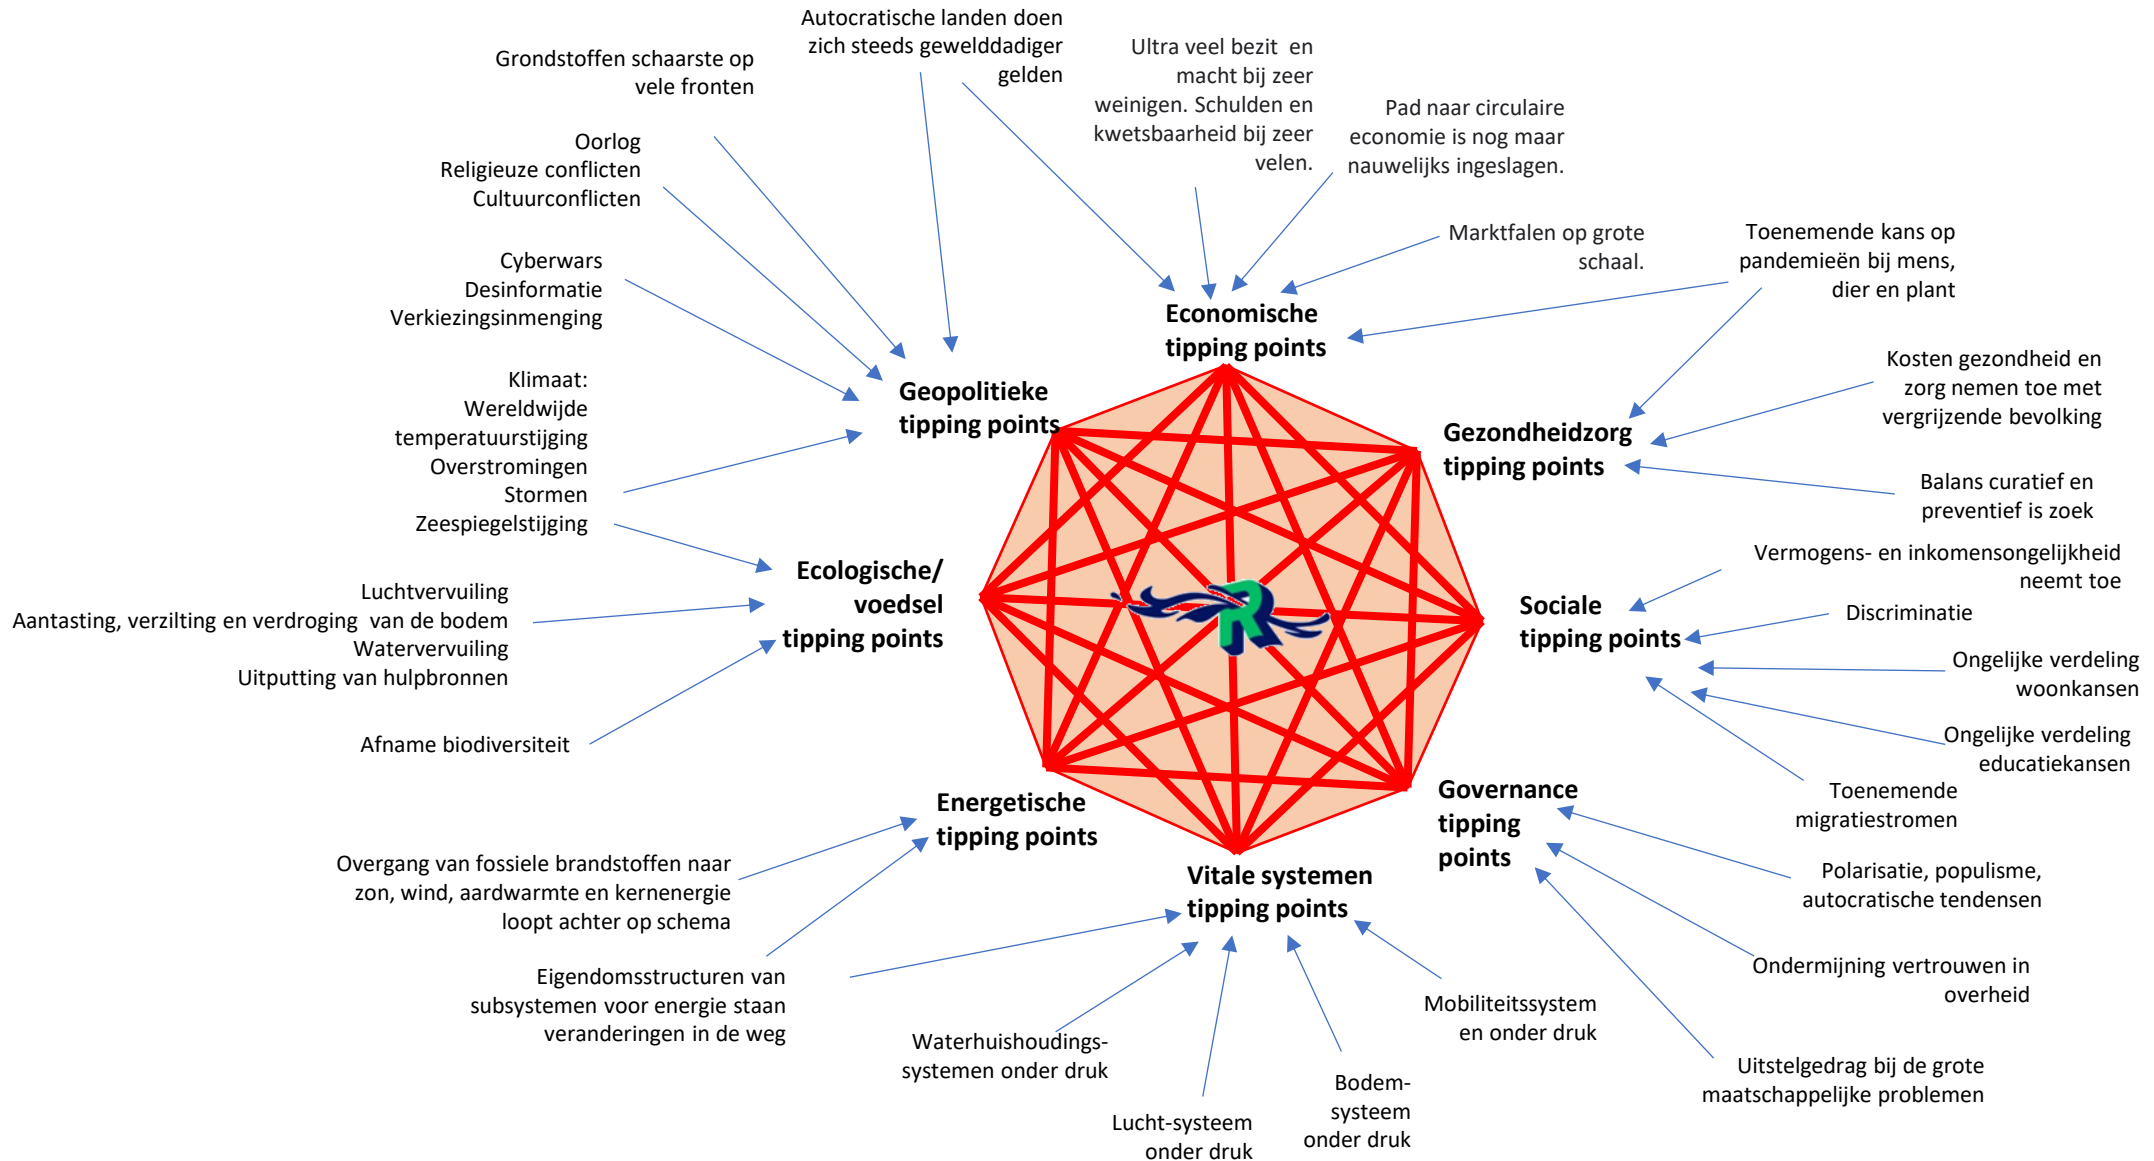 Autocratische landen doen
zich steeds gewelddadiger
gelden
Grondstoffen schaarste op
vele fronten
Ultra veel bezit en
macht bij zeer
weinigen. Schulden en
kwetsbaarheid bij zeer
velen.
Pad naar circulaire
economie is nog maar
nauwelijks ingeslagen.
Oorlog
Religieuze conflicten
Cultuurconflicten
Marktfalen op grote
schaal.
Toenemende kans op
pandemieën bij mens,
dier en plant
Cyberwars
Desinformatie
Verkiezingsinmenging
Economische
tipping points
Geopolitieke
tipping points
Kosten gezondheid en
zorg nemen toe met
vergrijzende bevolking
Klimaat:
Wereldwijde
temperatuurstijging
Overstromingen
Stormen
Zeespiegelstijging
Gezondheidzorg
tipping points
Balans curatief en
preventief is zoek
Ecologische/
voedsel
tipping points
Vermogens- en inkomensongelijkheid
neemt toe
Luchtvervuiling
Aantasting, verzilting en verdroging van de bodem
Watervervuiling
Uitputting van hulpbronnen
R
Sociale
tipping points
Discriminatie
Ongelijke verdeling
woonkansen
Afname biodiversiteit
Ongelijke verdeling
educatiekansen
Toenemende
migratiestromen
Energetische
tipping points
Governance
tipping
points
Overgang van fossiele brandstoffen naar
zon, wind, aardwarmte en kernenergie
loopt achter op schema
Vitale systemen
tipping points
Polarisatie, populisme,
autocratische tendensen
Eigendomsstructuren van
subsystemen voor energie staan
veranderingen in de weg
Ondermijning vertrouwen in
overheid
Waterhuishoudings-
systemen onder druk
Mobiliteitssystem
en onder druk
Lucht-systeem
onder druk
Bodem-
systeem
onder druk
Uitstelgedrag bij de grote
maatschappelijke problemen